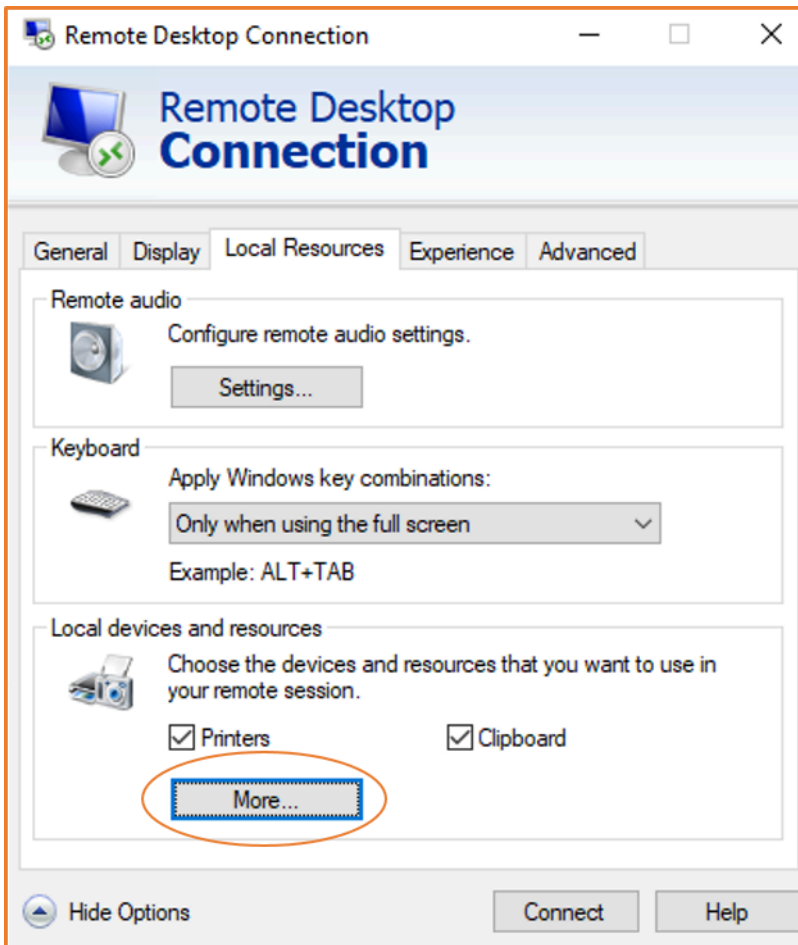 Remote Desktop Connection
Remote Desktop
Connection
General Display Local Resources Experience Advanced
Remote audio
Configure remote audio settings.
Settings...
Keyboard
Apply Windows key combinations:
Only when using the full screen
Example: ALT+TAB
Local devices and resources
Choose the devices and resources that you want to use in
your remote session.
Printers Clipboard
More...
Hide Options Connect Help